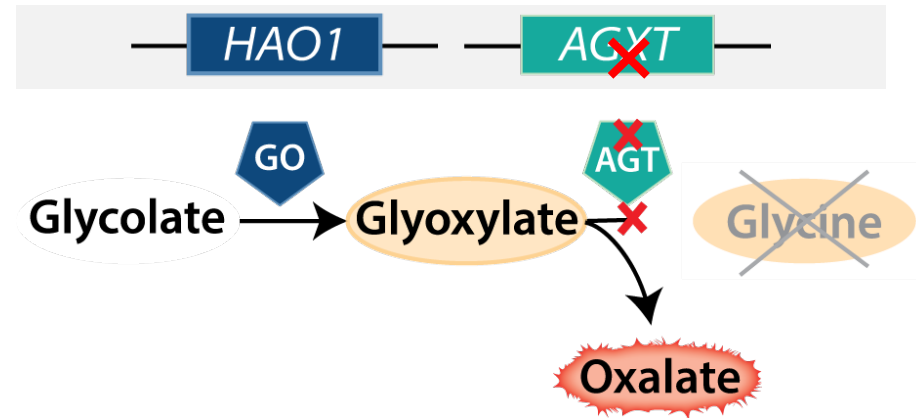 HAO1
AGXT
GO
AGT
Glycolate
Glyoxylate
Glycine
Oxalate